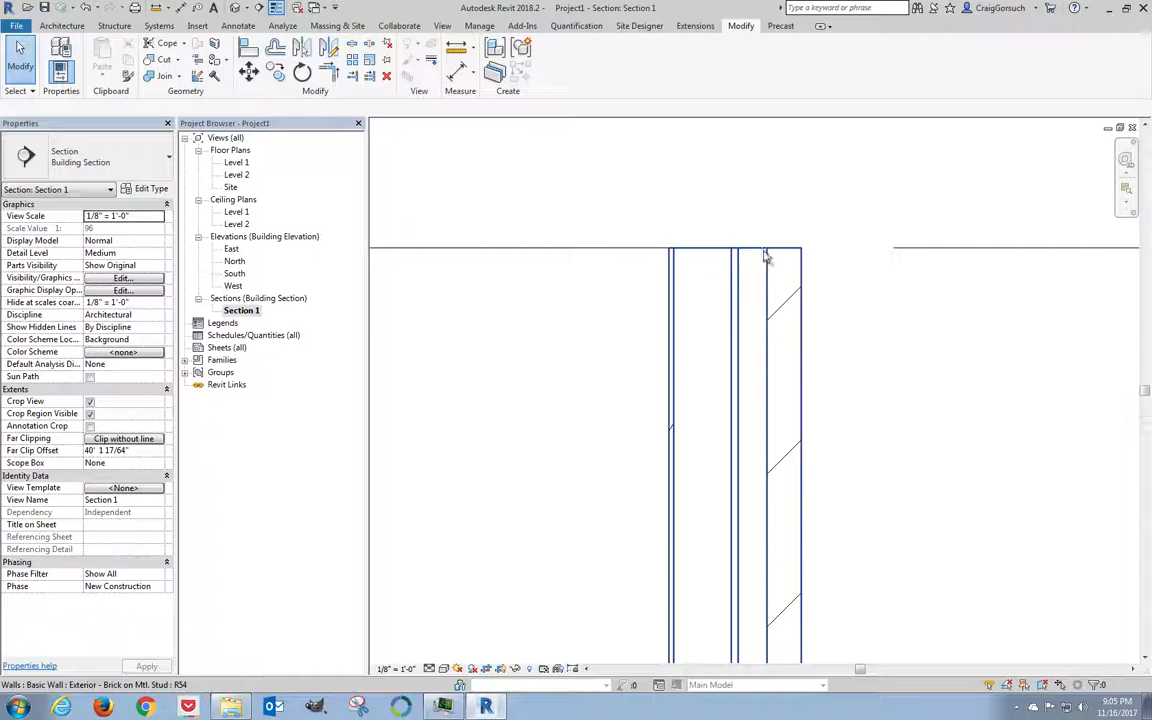 Autodesk Revit 2018.2 - Project1 - Section: Section 1
Type a keyword or phrase
CraigGorsuch
File Architecture Structure Systems Insert Annotate Analyze Massing & Site Collaborate View Manage Add-Ins Quantification Site Designer Extensions Modify Precast
Modify Paste Cope Cut Join
Select Properties Clipboard Geometry Modify View Measure Create
Properties
Section
Building Section
Section: Section 1 Edit Type
Graphics
View Scale 1/8" = 1'-0"
Scale Value 1: 96
Display Model Normal
Detail Level Medium
Parts Visibility Show Original
Visibility/Graphics ... Edit...
Graphic Display Op... Edit...
Hide at scales coar... 1/8" = 1'-0"
Discipline Architectural
Show Hidden Lines By Discipline
Color Scheme Loc... Background
Color Scheme <none>
Default Analysis Di... None
Sun Path
Extents
Crop View
Crop Region Visible
Annotation Crop
Far Clipping Clip without line
Far Clip Offset 40' 1 17/64"
Scope Box None
Identity Data
View Template <None>
View Name Section 1
Dependency Independent
Title on Sheet
Referencing Sheet
Referencing Detail
Phasing
Phase Filter Show All
Phase New Construction
Properties help Apply
Project Browser - Project1
Views (all)
Floor Plans
Level 1
Level 2
Site
Ceiling Plans
Level 1
Level 2
Elevations (Building Elevation)
East
North
South
West
Sections (Building Section)
Section 1
Legends
Schedules/Quantities (all)
Sheets (all)
Families
Groups
Revit Links
1/8" = 1'-0"
Walls : Basic Wall : Exterior - Brick on Mtl. Stud : R54
:0 Main Model :0
9:05 PM
11/16/2017